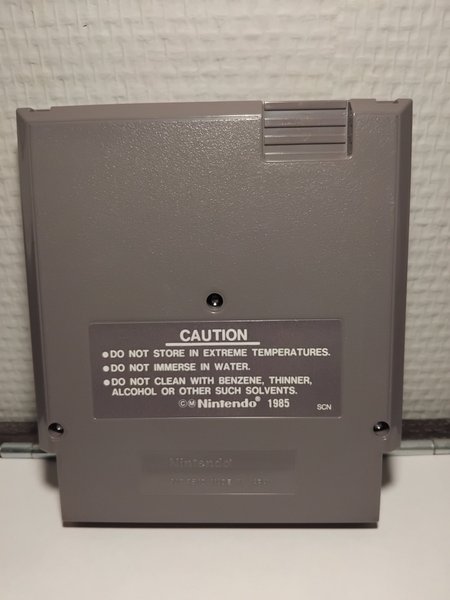 CAUTION
●DO NOT STORE IN EXTREME TEMPERATURES.
●DO NOT IMMERSE IN WATER.
●DO NOT CLEAN WITH BENZENE, THINNER,
ALCOHOL OR OTHER SUCH SOLVENTS.
©Ⓜ Nintendo® 1985 SCN
Nintendo®